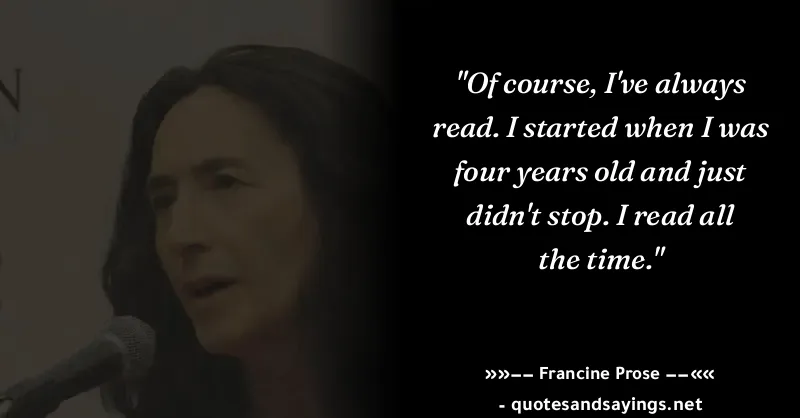 "Of course, I've always
read. I started when I was
four years old and just
didn't stop. I read all
the time."
»»–– Francine Prose ––««
- quotesandsayings.net
N